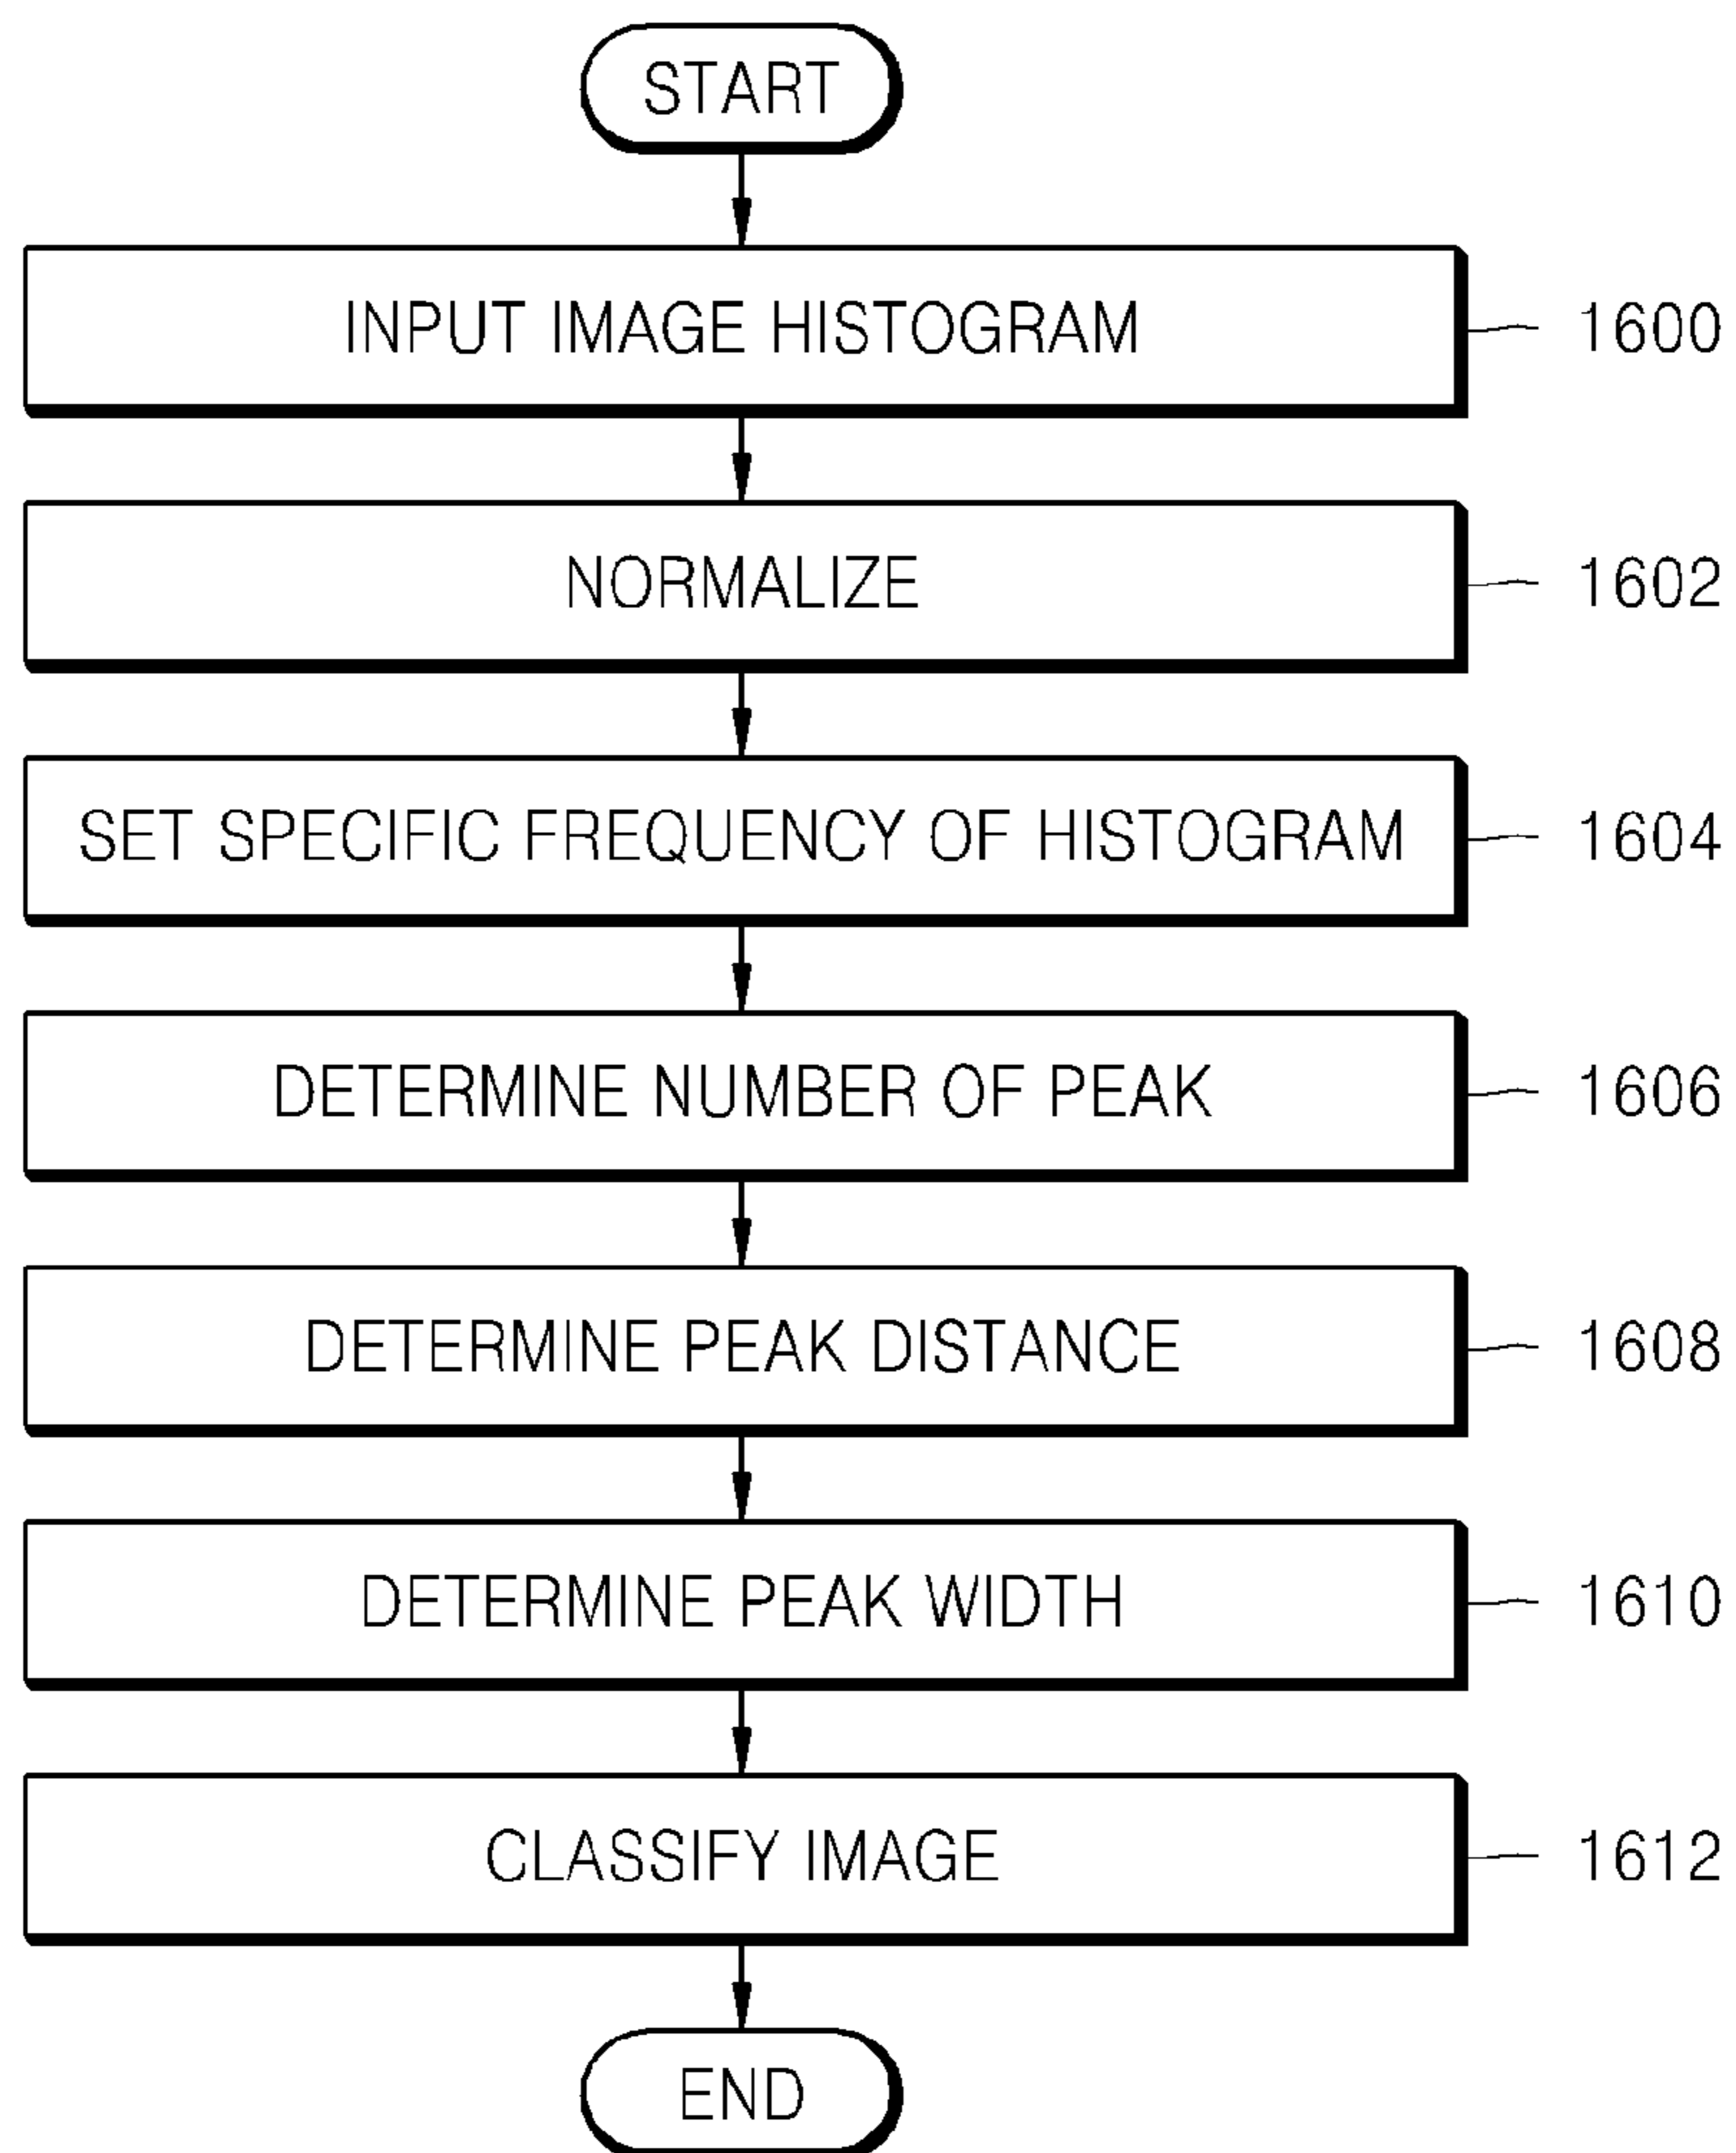 START
INPUT IMAGE HISTOGRAM
1600
NORMALIZE
1602
SET SPECIFIC FREQUENCY OF HISTOGRAM
1604
DETERMINE NUMBER OF PEAK
1606
DETERMINE PEAK DISTANCE
1608
DETERMINE PEAK WIDTH
1610
CLASSIFY IMAGE
1612
END